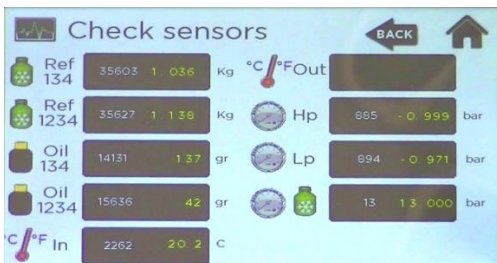 Check sensors
BACK
Ref 134 35603 1.036 Kg
°C °F Out
Ref 1234 35627 1.138 Kg
Hp 885 -0.999 bar
Oil 134 14131 137 gr
Lp 894 -0.971 bar
Oil 1234 15636 42 gr
13 13.000 bar
°C °F In 2262 20.2 C